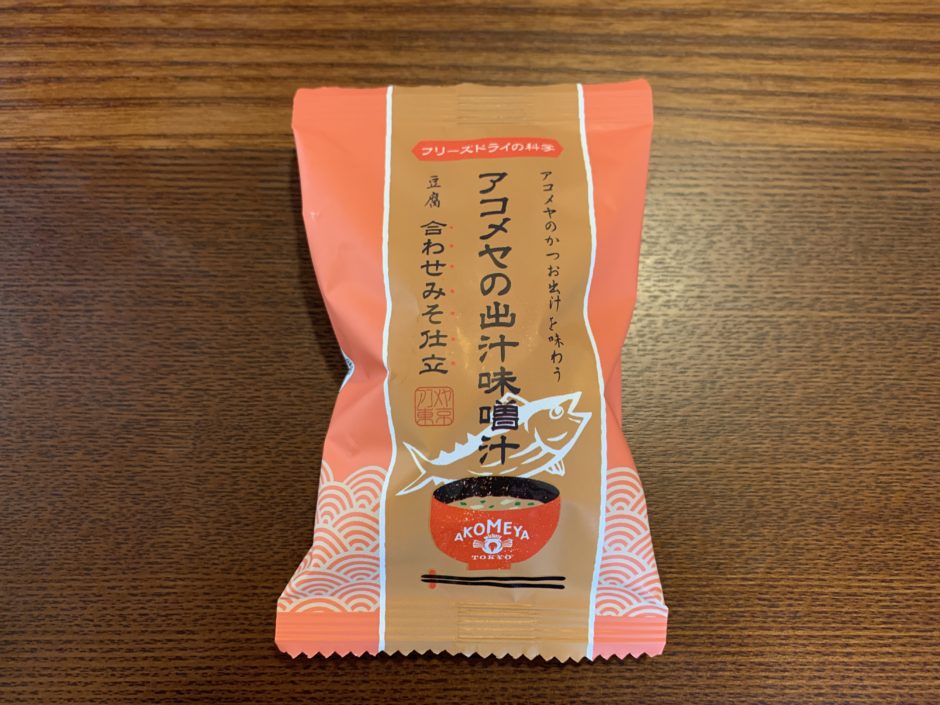 フリーズドライの科学
アコメヤのかつお出汁を味わう
アコメヤの出汁味噌汁
豆腐 合わせみそ仕立
AKOMEYA
TOKYO